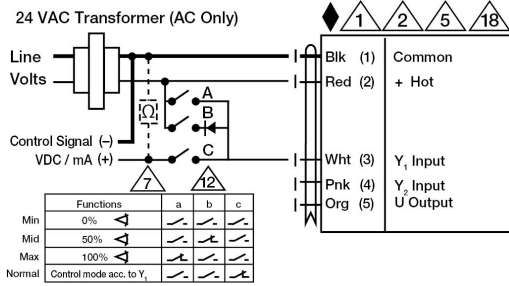 24 VAC Transformer (AC Only)
1 2 5 18
Line
Volts
Blk (1) Common
Red (2) + Hot
A
B
C
Ω
Control Signal (–)
VDC / mA (+)
Wht (3) Y1 Input
Pnk (4) Y2 Input
Org (5) U Output
7 12
Functions a b c
Min 0%
Mid 50%
Max 100%
Normal Control mode acc. to Y1